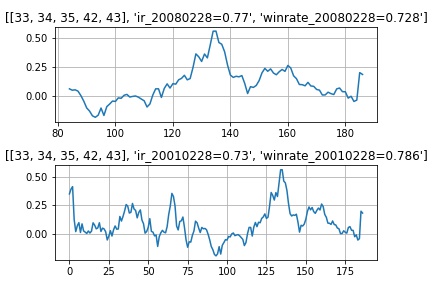 [[33, 34, 35, 42, 43], 'ir_20080228=0.77', 'winrate_20080228=0.728']
0.50
0.25
0.00
80 100 120 140 160 180
[[33, 34, 35, 42, 43], 'ir_20010228=0.73', 'winrate_20010228=0.786']
0.50
0.25
0.00
0 25 50 75 100 125 150 175